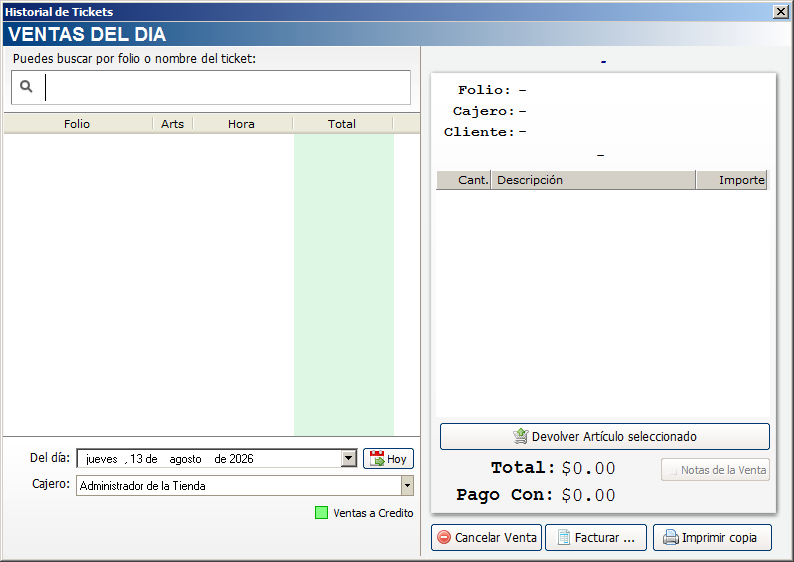 Historial de Tickets
VENTAS DEL DIA
Puedes buscar por folio o nombre del ticket:
Folio Arts Hora Total
Del día: jueves , 13 de agosto de 2026 Hoy
Cajero: Administrador de la Tienda
Ventas a Credito
-
Folio: -
Cajero: -
Cliente: -
-
Cant. Descripción Importe
Devolver Artículo seleccionado
Total: $0.00 Notas de la Venta
Pago Con: $0.00
Cancelar Venta Facturar ... Imprimir copia